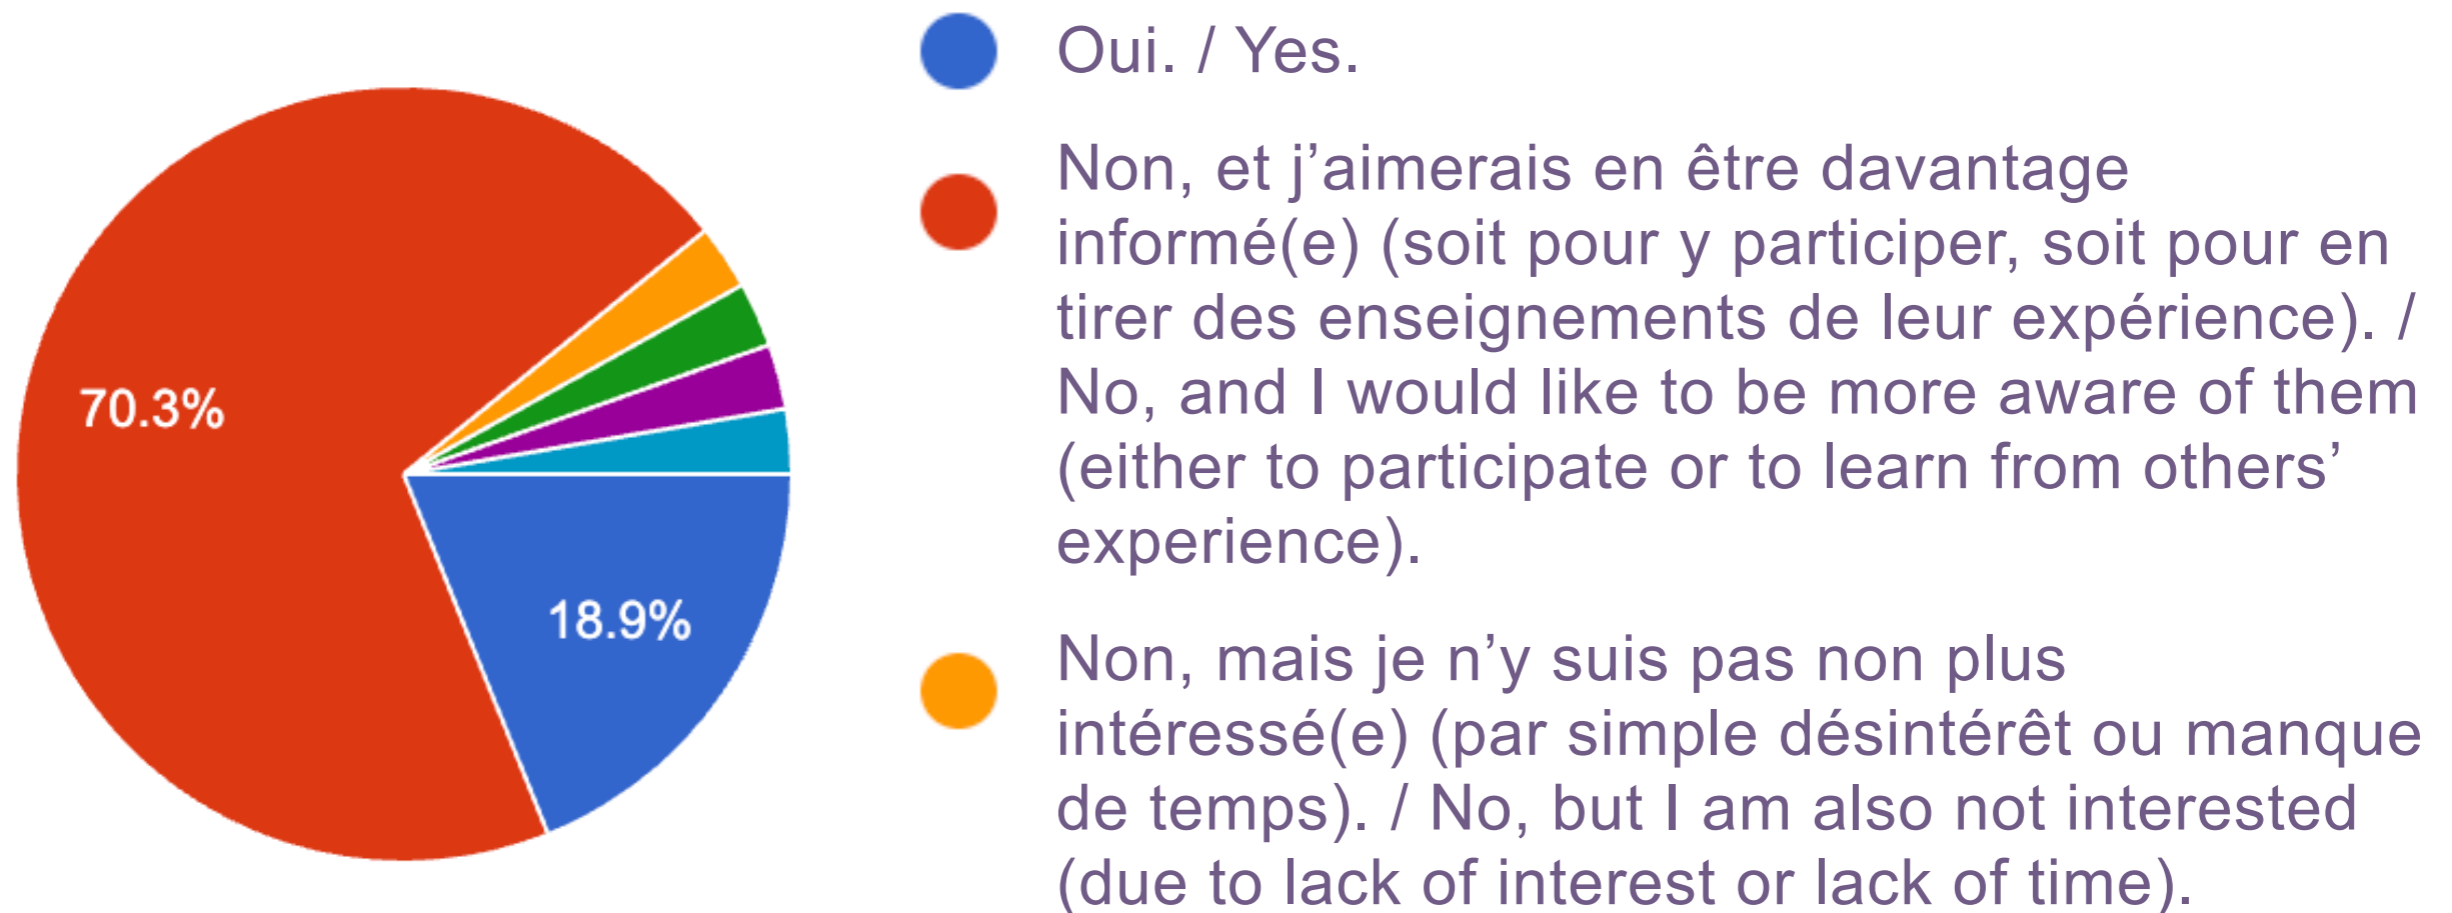 70.3%
18.9%
Oui. / Yes.
Non, et j’aimerais en être davantage
informé(e) (soit pour y participer, soit pour en
tirer des enseignements de leur expérience). /
No, and I would like to be more aware of them
(either to participate or to learn from others’
experience).
Non, mais je n’y suis pas non plus
intéressé(e) (par simple désintérêt ou manque
de temps). / No, but I am also not interested
(due to lack of interest or lack of time).